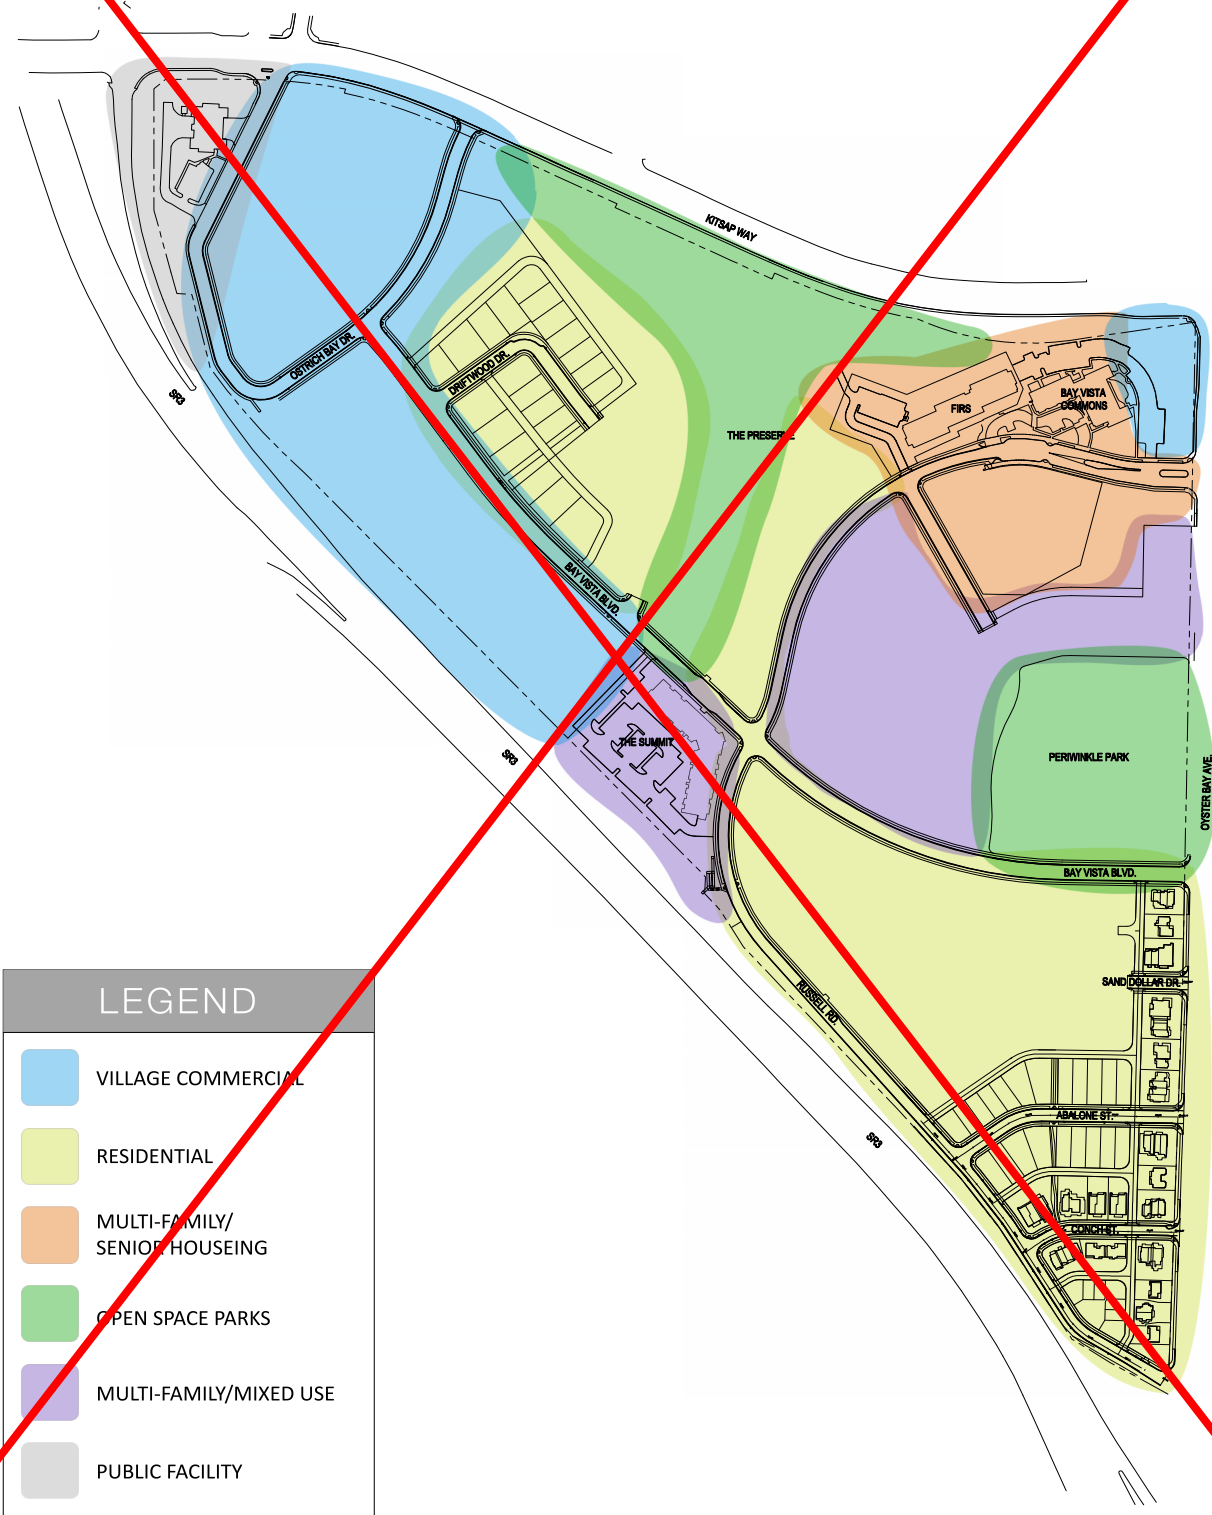 KITSAP WAY
OSTRICH BAY DR.
DRIFTWOOD DR.
SR3
THE PRESERVE
FIRS
BAY VISTA
COMMONS
BAY VISTA BLVD.
THE SUMMIT
SR3
PERIWINKLE PARK
OYSTER BAY AVE.
BAY VISTA BLVD.
SAND DOLLAR DR.
RUSSELL RD.
ABALONE ST.
SR3
CONCH ST.
LEGEND
VILLAGE COMMERCIAL
RESIDENTIAL
MULTI-FAMILY/
SENIOR HOUSEING
OPEN SPACE PARKS
MULTI-FAMILY/MIXED USE
PUBLIC FACILITY